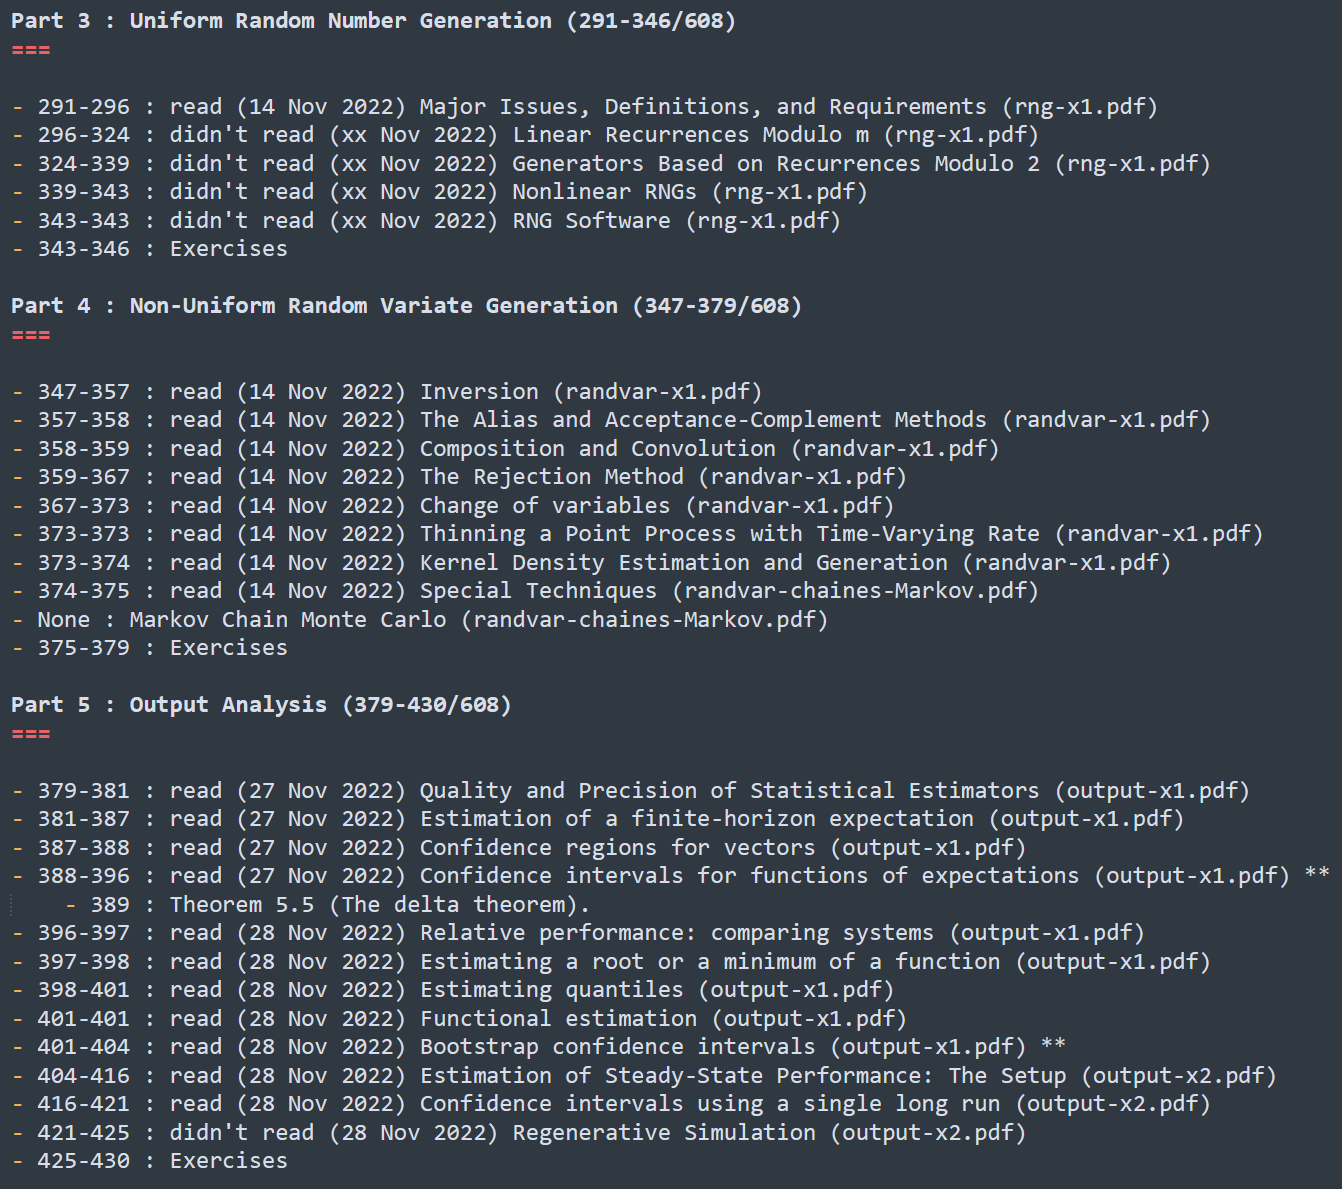 Part 3 : Uniform Random Number Generation (291-346/608)
===
- 291-296 : read (14 Nov 2022) Major Issues, Definitions, and Requirements (rng-x1.pdf)
- 296-324 : didn't read (xx Nov 2022) Linear Recurrences Modulo m (rng-x1.pdf)
- 324-339 : didn't read (xx Nov 2022) Generators Based on Recurrences Modulo 2 (rng-x1.pdf)
- 339-343 : didn't read (xx Nov 2022) Nonlinear RNGs (rng-x1.pdf)
- 343-343 : didn't read (xx Nov 2022) RNG Software (rng-x1.pdf)
- 343-346 : Exercises
Part 4 : Non-Uniform Random Variate Generation (347-379/608)
===
- 347-357 : read (14 Nov 2022) Inversion (randvar-x1.pdf)
- 357-358 : read (14 Nov 2022) The Alias and Acceptance-Complement Methods (randvar-x1.pdf)
- 358-359 : read (14 Nov 2022) Composition and Convolution (randvar-x1.pdf)
- 359-367 : read (14 Nov 2022) The Rejection Method (randvar-x1.pdf)
- 367-373 : read (14 Nov 2022) Change of variables (randvar-x1.pdf)
- 373-373 : read (14 Nov 2022) Thinning a Point Process with Time-Varying Rate (randvar-x1.pdf)
- 373-374 : read (14 Nov 2022) Kernel Density Estimation and Generation (randvar-x1.pdf)
- 374-375 : read (14 Nov 2022) Special Techniques (randvar-chaines-Markov.pdf)
- None : Markov Chain Monte Carlo (randvar-chaines-Markov.pdf)
- 375-379 : Exercises
Part 5 : Output Analysis (379-430/608)
===
- 379-381 : read (27 Nov 2022) Quality and Precision of Statistical Estimators (output-x1.pdf)
- 381-387 : read (27 Nov 2022) Estimation of a finite-horizon expectation (output-x1.pdf)
- 387-388 : read (27 Nov 2022) Confidence regions for vectors (output-x1.pdf)
- 388-396 : read (27 Nov 2022) Confidence intervals for functions of expectations (output-x1.pdf) **
- 389 : Theorem 5.5 (The delta theorem).
- 396-397 : read (28 Nov 2022) Relative performance: comparing systems (output-x1.pdf)
- 397-398 : read (28 Nov 2022) Estimating a root or a minimum of a function (output-x1.pdf)
- 398-401 : read (28 Nov 2022) Estimating quantiles (output-x1.pdf)
- 401-401 : read (28 Nov 2022) Functional estimation (output-x1.pdf)
- 401-404 : read (28 Nov 2022) Bootstrap confidence intervals (output-x1.pdf) **
- 404-416 : read (28 Nov 2022) Estimation of Steady-State Performance: The Setup (output-x2.pdf)
- 416-421 : read (28 Nov 2022) Confidence intervals using a single long run (output-x2.pdf)
- 421-425 : didn't read (28 Nov 2022) Regenerative Simulation (output-x2.pdf)
- 425-430 : Exercises